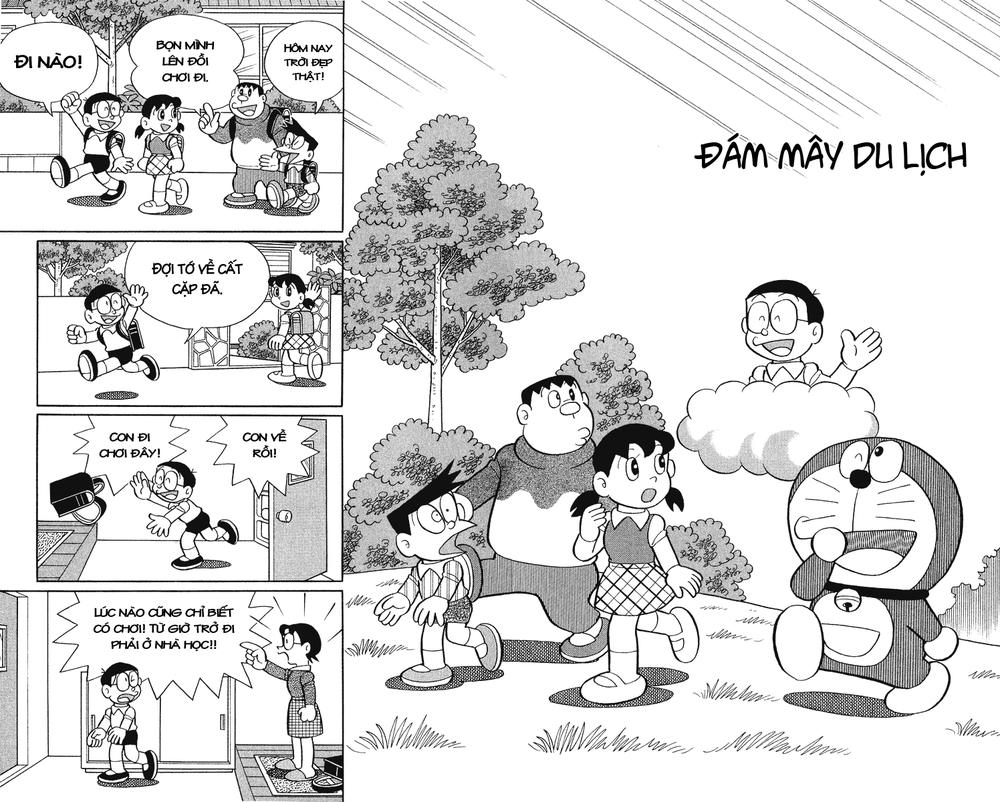 HÔM NAY
TRỜI ĐẸP
THẬT!
BỌN MÌNH
LÊN ĐỒI
CHƠI ĐI.
ĐI NÀO!
ĐỢI TỚ VỀ CẤT
CẶP ĐÃ.
CON VỀ
RỒI!
CON ĐI
CHƠI ĐÂY!
LÚC NÀO CŨNG CHỈ BIẾT
CÓ CHƠI! TỪ GIỜ TRỞ ĐI
PHẢI Ở NHÀ HỌC!!
ĐÁM MÂY DU LỊCH